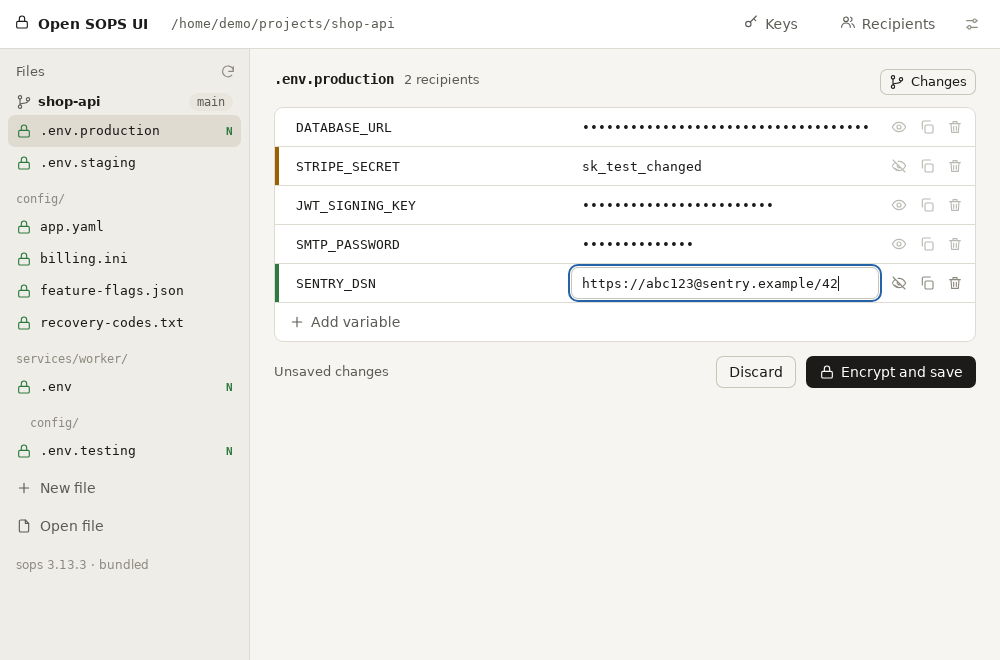 Open SOPS UI /home/demo/projects/shop-api Keys Recipients
Files
shop-api main
.env.production N
.env.staging
config/
app.yaml
billing.ini
feature-flags.json
recovery-codes.txt
services/worker/
.env N
config/
.env.testing N
New file
Open file
sops 3.13.3 · bundled
.env.production 2 recipients Changes
DATABASE_URL ••••••••••••••••••••••••••••••••••••
STRIPE_SECRET sk_test_changed
JWT_SIGNING_KEY ••••••••••••••••••••••••
SMTP_PASSWORD ••••••••••••••
SENTRY_DSN https://abc123@sentry.example/42
Add variable
Unsaved changes Discard Encrypt and save